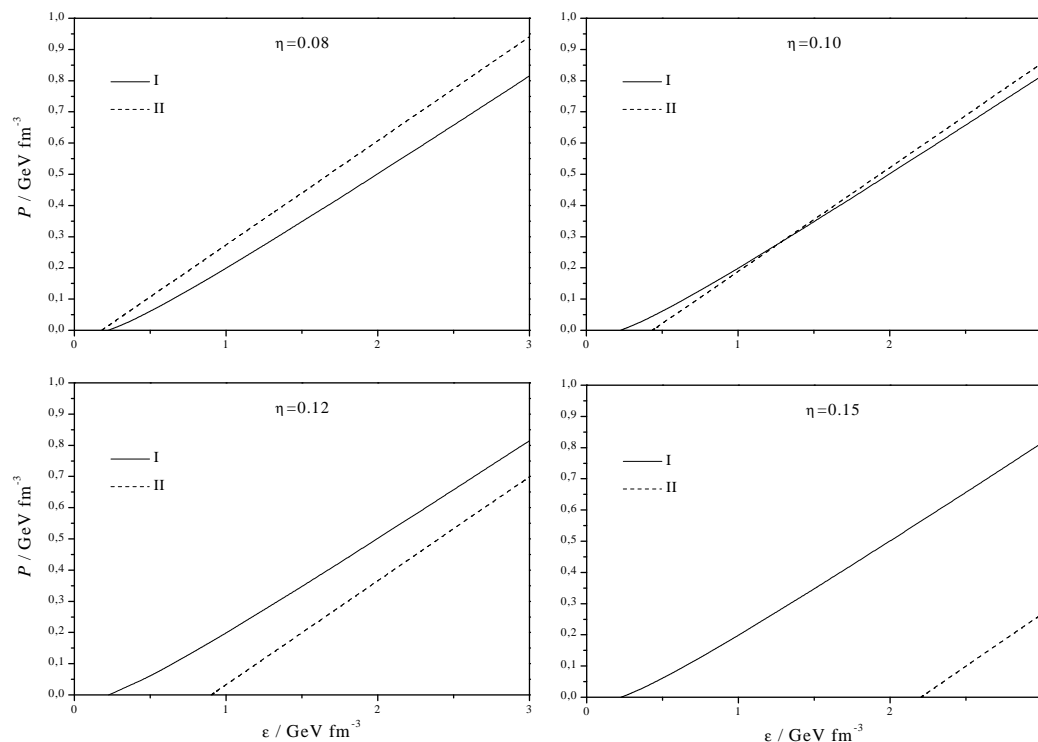 1,0
0,9
0,8
0,7
0,6
0,5
0,4
0,3
0,2
0,1
0,0
P / GeV fm-3
η=0.08
I
II
0 1 2 3
1,0
0,9
0,8
0,7
0,6
0,5
0,4
0,3
0,2
0,1
0,0
η=0.10
I
II
0 1 2
1,0
0,9
0,8
0,7
0,6
0,5
0,4
0,3
0,2
0,1
0,0
P / GeV fm-3
η=0.12
I
II
0 1 2 3
ε / GeV fm-3
1,0
0,9
0,8
0,7
0,6
0,5
0,4
0,3
0,2
0,1
0,0
η=0.15
I
II
0 1 2
ε / GeV fm-3